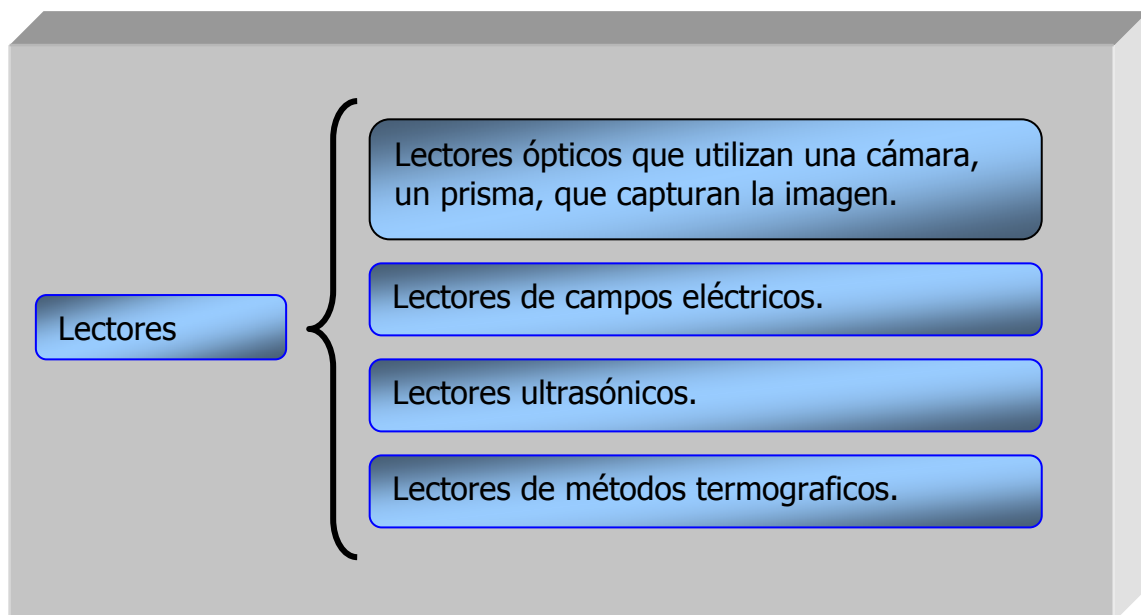 Lectores
Lectores ópticos que utilizan una cámara,
un prisma, que capturan la imagen.
Lectores de campos eléctricos.
Lectores ultrasónicos.
Lectores de métodos termograficos.